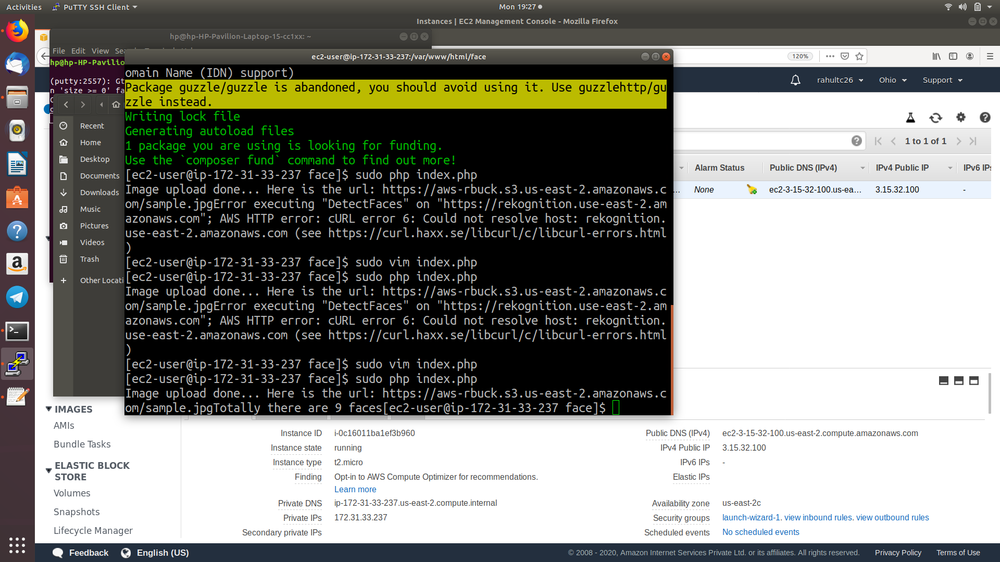 Activities
PuTTY SSH Client
Mon 19:27
Instances | EC2 Management Console - Mozilla Firefox
hp@hp-HP-Pavilion-Laptop-15-cc1xx: ~
File Edit View
hp@hp-HP-Pavilio
(putty:2557): Gt
n 'size >= 0' fa
120%
rahultc26
Ohio
Support
Recent
Home
Desktop
Documents
Downloads
Music
Pictures
Videos
Trash
Other Locati
ec2-user@ip-172-31-33-237:/var/www/html/face
omain Name (IDN) support)
Package guzzle/guzzle is abandoned, you should avoid using it. Use guzzlehttp/gu
zzle instead.
Writing lock file
Generating autoload files
1 package you are using is looking for funding.
Use the `composer fund` command to find out more!
[ec2-user@ip-172-31-33-237 face]$ sudo php index.php
Image upload done... Here is the url: https://aws-rbuck.s3.us-east-2.amazonaws.c
om/sample.jpgError executing "DetectFaces" on "https://rekognition.use-east-2.am
azonaws.com"; AWS HTTP error: cURL error 6: Could not resolve host: rekognition.
use-east-2.amazonaws.com (see https://curl.haxx.se/libcurl/c/libcurl-errors.html
)
[ec2-user@ip-172-31-33-237 face]$ sudo vim index.php
[ec2-user@ip-172-31-33-237 face]$ sudo php index.php
Image upload done... Here is the url: https://aws-rbuck.s3.us-east-2.amazonaws.c
om/sample.jpgError executing "DetectFaces" on "https://rekognition.use-east-2.am
azonaws.com"; AWS HTTP error: cURL error 6: Could not resolve host: rekognition.
use-east-2.amazonaws.com (see https://curl.haxx.se/libcurl/c/libcurl-errors.html
)
[ec2-user@ip-172-31-33-237 face]$ sudo vim index.php
[ec2-user@ip-172-31-33-237 face]$ sudo php index.php
Image upload done... Here is the url: https://aws-rbuck.s3.us-east-2.amazonaws.c
om/sample.jpgTotally there are 9 faces[ec2-user@ip-172-31-33-237 face]$
1 to 1 of 1
Alarm Status
Public DNS (IPv4)
IPv4 Public IP
IPv6 IPs
None
ec2-3-15-32-100.us-ea...
3.15.32.100
-
IMAGES
AMIs
Bundle Tasks
ELASTIC BLOCK
STORE
Volumes
Snapshots
Lifecycle Manager
Instance ID i-0c16011ba1ef3b960
Instance state running
Instance type t2.micro
Finding Opt-in to AWS Compute Optimizer for recommendations.
Learn more
Private DNS ip-172-31-33-237.us-east-2.compute.internal
Private IPs 172.31.33.237
Secondary private IPs
Public DNS (IPv4) ec2-3-15-32-100.us-east-2.compute.amazonaws.com
IPv4 Public IP 3.15.32.100
IPv6 IPs -
Elastic IPs
Availability zone us-east-2c
Security groups launch-wizard-1. view inbound rules. view outbound rules
Scheduled events No scheduled events
Feedback
English (US)
© 2008 - 2020, Amazon Internet Services Private Ltd. or its affiliates. All rights reserved.
Privacy Policy
Terms of Use